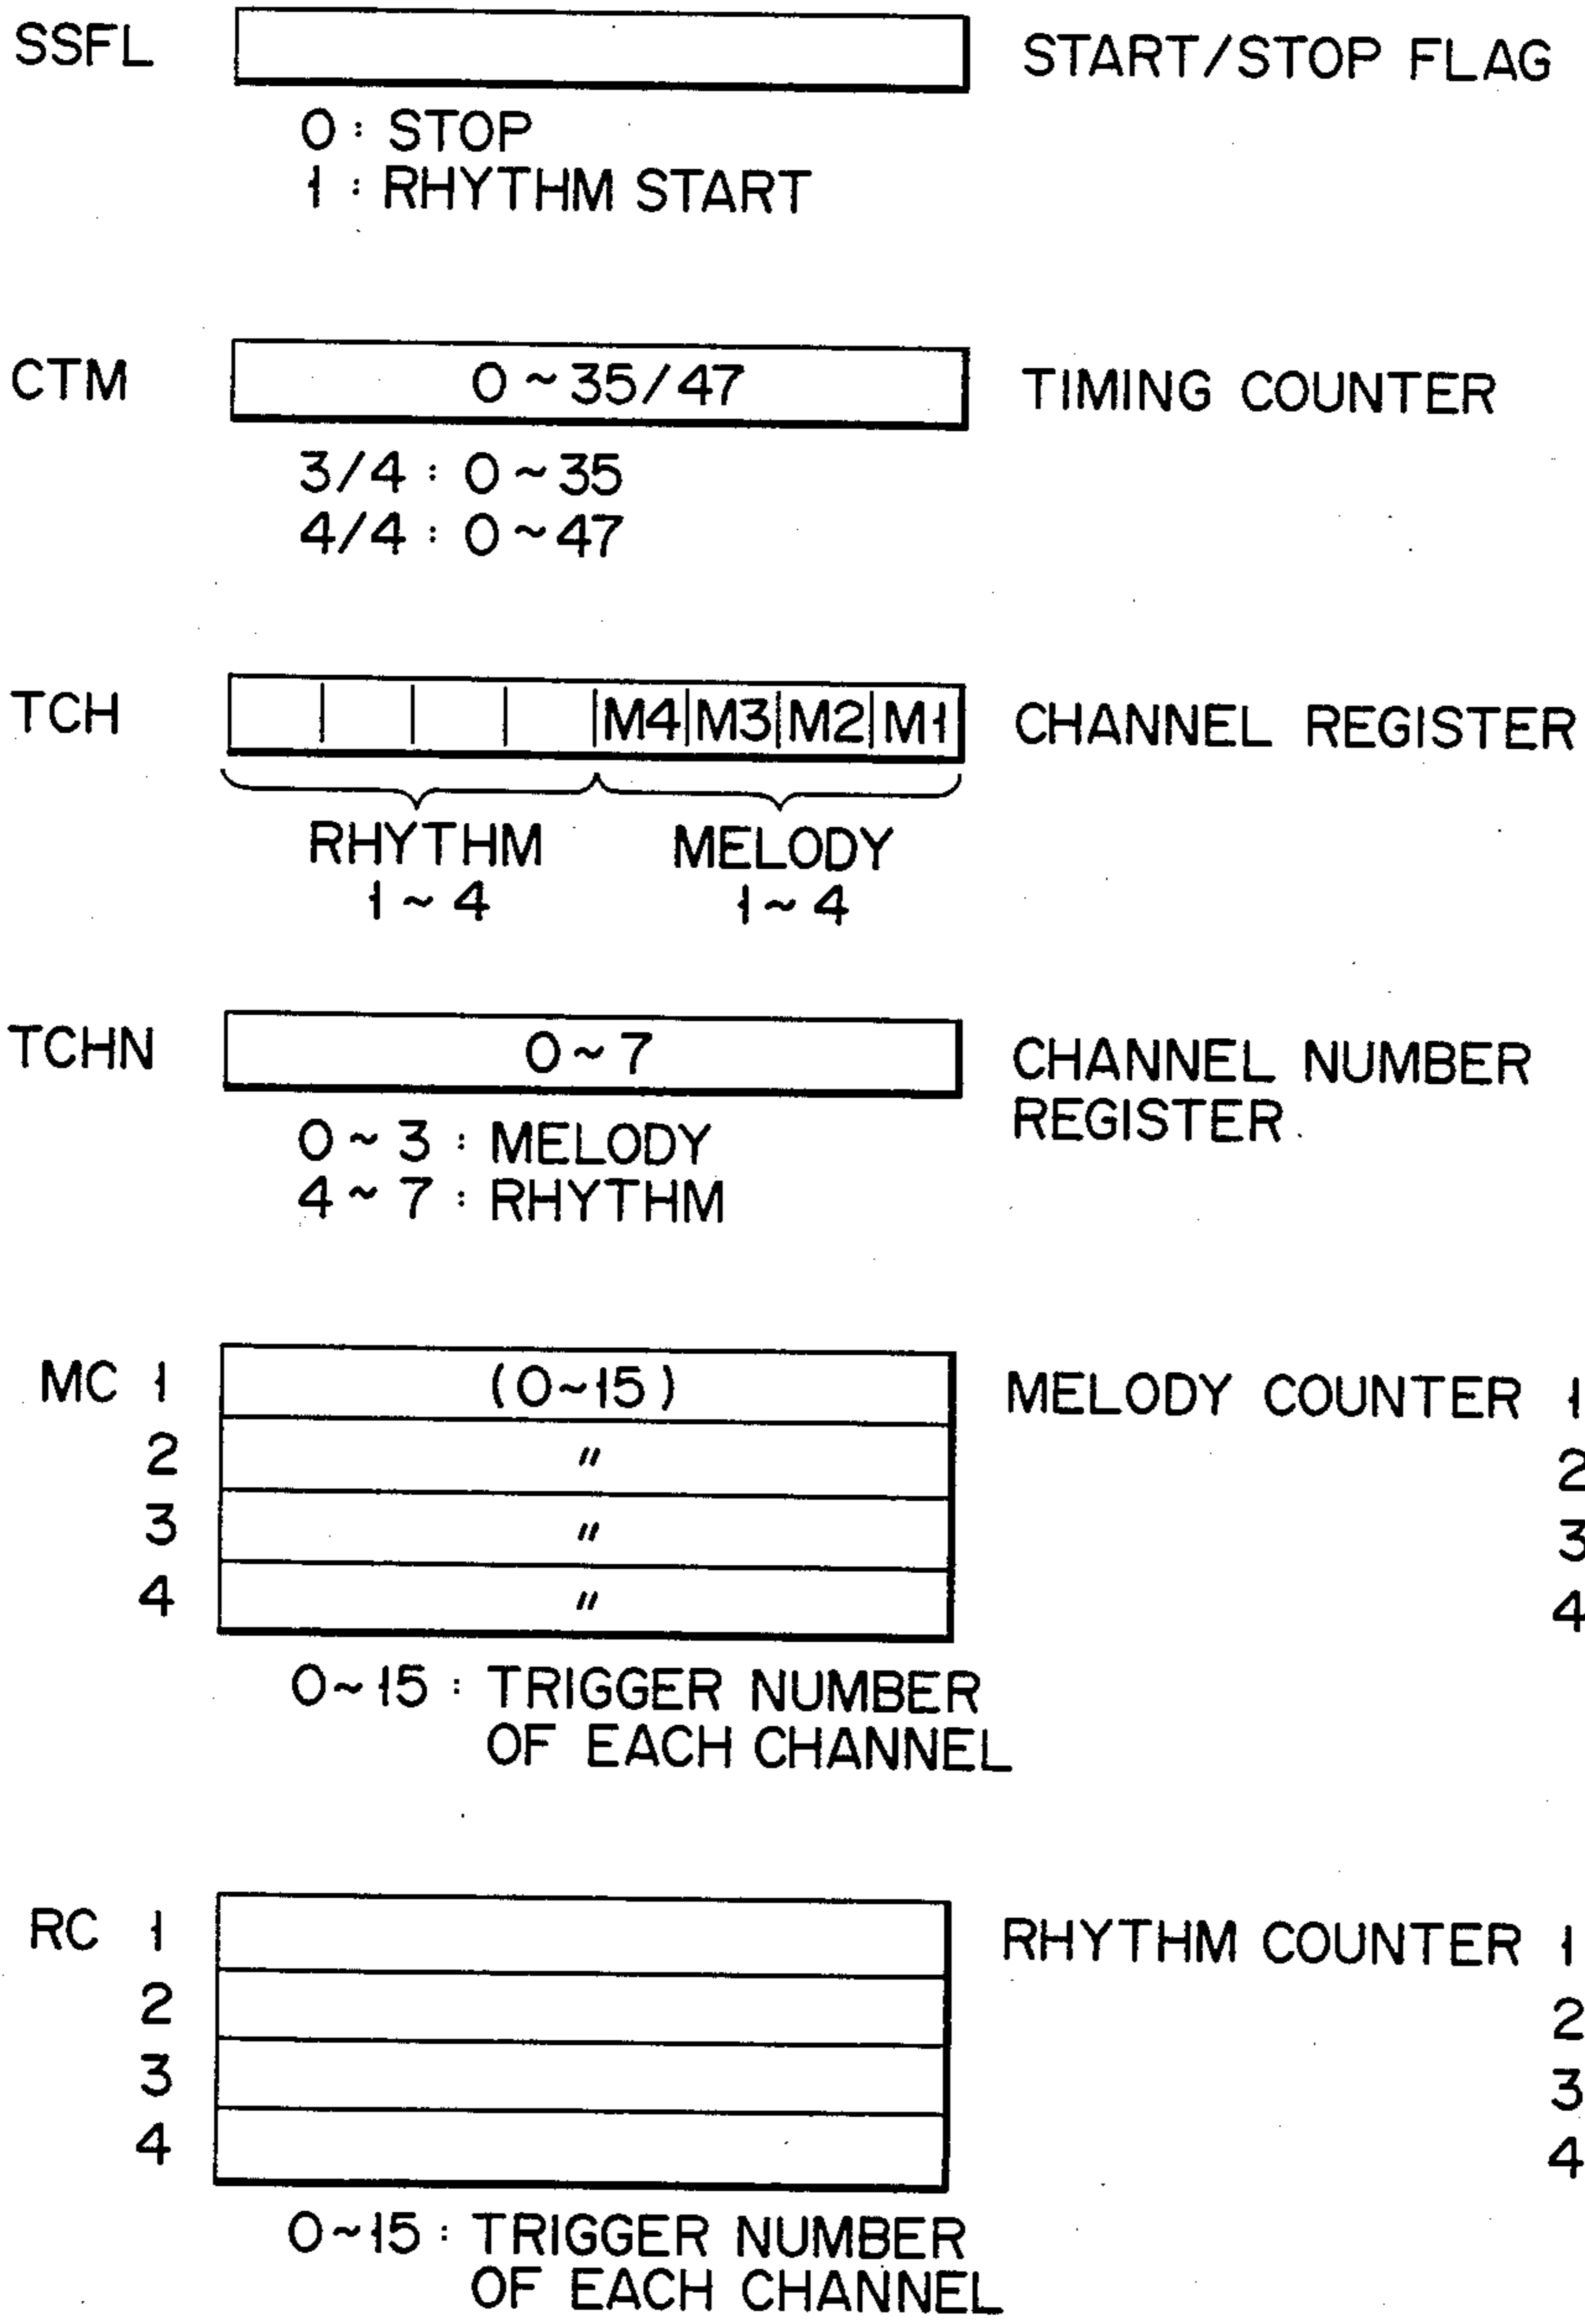 SSFL START/STOP FLAG
0 : STOP
1 : RHYTHM START
CTM 0~35/47 TIMING COUNTER
3/4 : 0~35
4/4 : 0~47
TCH M4 M3 M2 M1 CHANNEL REGISTER
RHYTHM MELODY
1~4 1~4
TCHN 0~7 CHANNEL NUMBER
REGISTER
0~3 : MELODY
4~7 : RHYTHM
MC 1 (0~15) MELODY COUNTER 1
2 〃 2
3 〃 3
4 〃 4
0~15 : TRIGGER NUMBER
OF EACH CHANNEL
RC 1 RHYTHM COUNTER 1
2 2
3 3
4 4
0~15 : TRIGGER NUMBER
OF EACH CHANNEL